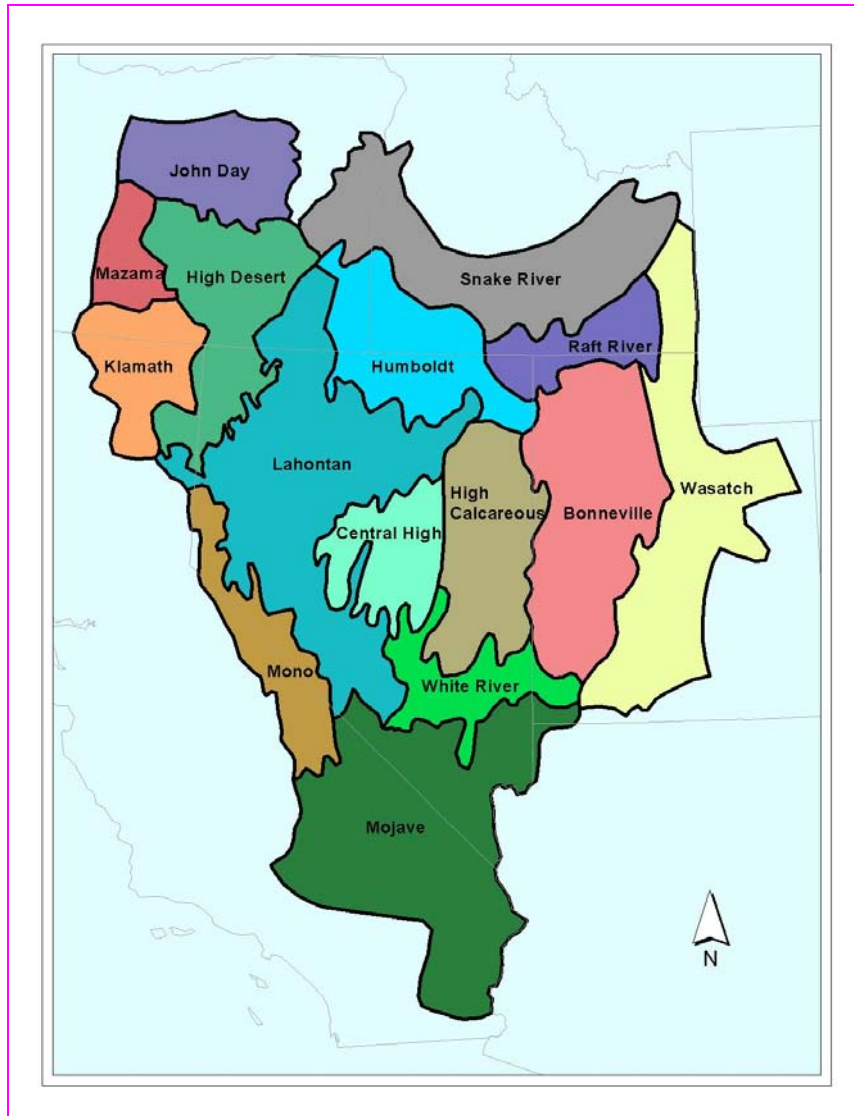 John Day
Mazama
High Desert
Snake River
Klamath
Humboldt
Raft River
Lahontan
High
Calcareous
Central High
Bonneville
Wasatch
Mono
White River
Mojave
N